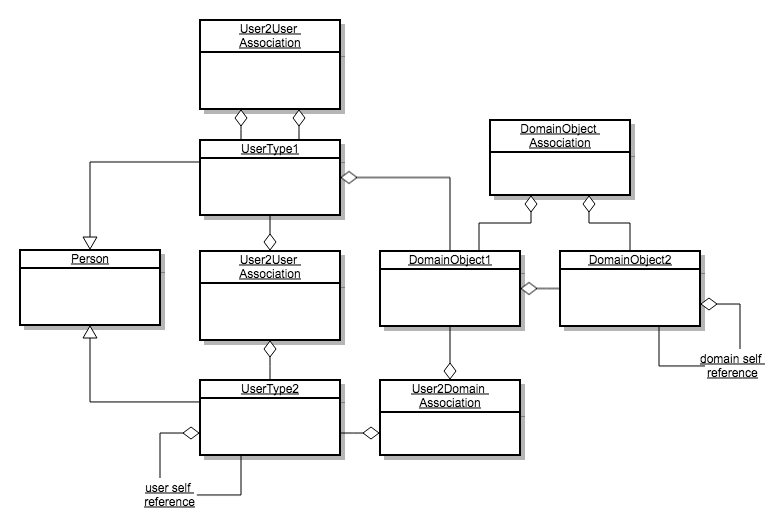 User2User
Association
DomainObject
Association
UserType1
Person
User2User
Association
DomainObject1
DomainObject2
domain self
reference
UserType2
User2Domain
Association
user self
reference